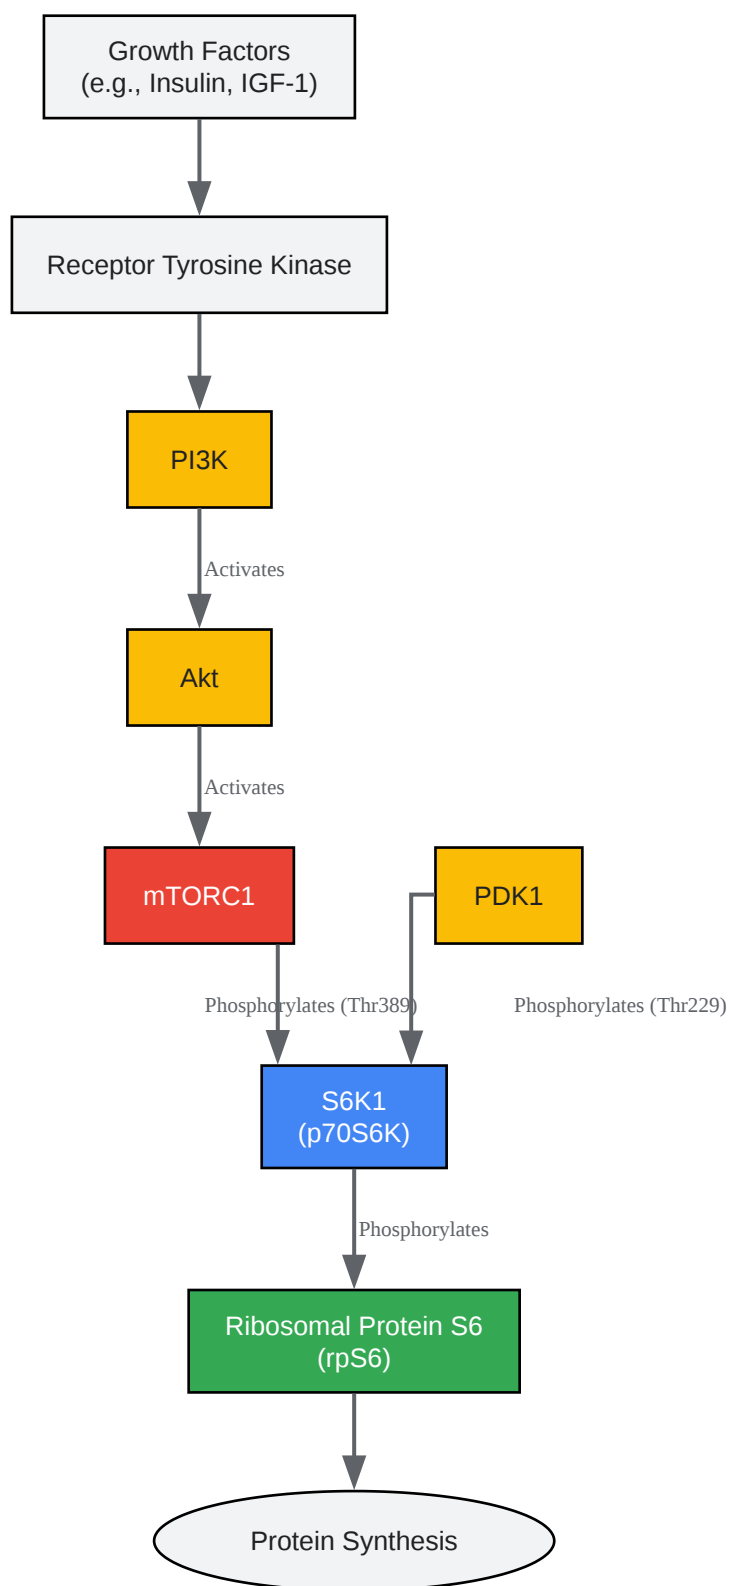 Growth Factors
(e.g., Insulin, IGF-1)
Receptor Tyrosine Kinase
PI3K
Activates
Akt
Activates
mTORC1
PDK1
Phosphorylates (Thr389)
Phosphorylates (Thr229)
S6K1
(p70S6K)
Phosphorylates
Ribosomal Protein S6
(rpS6)
Protein Synthesis